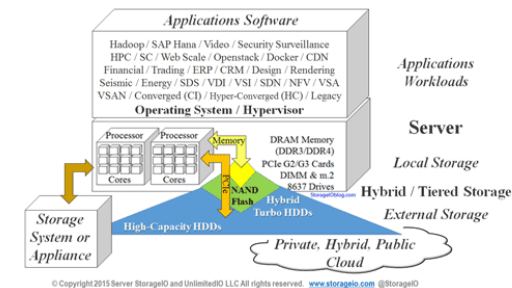 Applications Software
Hadoop / SAP Hana / Video / Security Surveillance
HPC / SC / Web Scale / Openstack / Docker / CDN
Financial / Trading / ERP / CRM / Design / Rendering
Seismic / Energy / SDS / VDI / VSI / SDN / NFV / VSA
VSAN / Converged (CI) / Hyper-Converged (HC) / Legacy
Operating System / Hypervisor
Applications
Workloads
Processor
Processor
Cores
Cores
Memory
PCIe
DRAM Memory
(DDR3/DDR4)
PCIe G2/G3 Cards
DIMM & m.2
8637 Drives
StorageIOblog.com
Server
Local Storage
Hybrid / Tiered Storage
External Storage
NAND
Flash
Hybrid
Turbo HDDs
High-Capacity HDDs
Storage
System or
Appliance
Private, Hybrid, Public
Cloud
© Copyright 2015 Server StorageIO and UnlimitedIO LLC All rights reserved. www.storageio.com @StorageIO